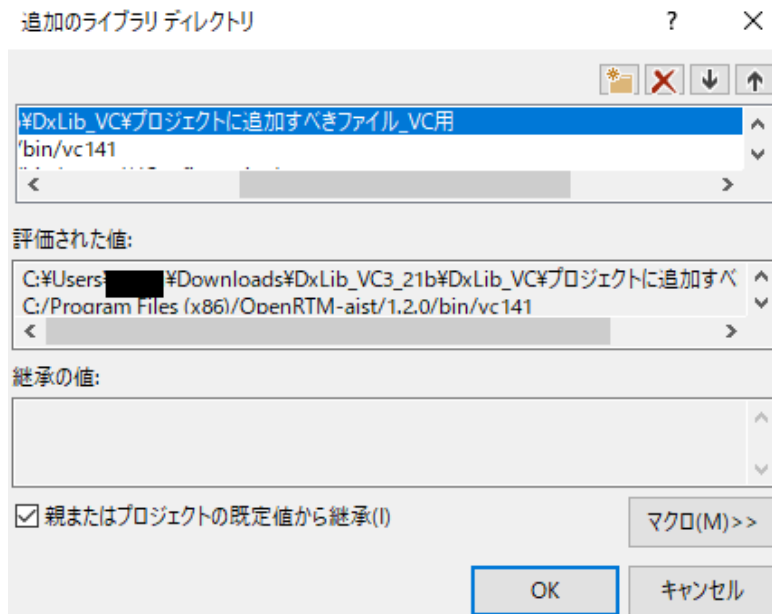 追加のライブラリ ディレクトリ
¥DxLib_VC¥プロジェクトに追加すべきファイル_VC用
/bin/vc141
評価された値:
C:¥Users¥ ¥Downloads¥DxLib_VC3_21b¥DxLib_VC¥プロジェクトに追加すべ
C:/Program Files (x86)/OpenRTM-aist/1.2.0/bin/vc141
継承の値:
親またはプロジェクトの既定値から継承(I)
マクロ(M)>>
OK
キャンセル